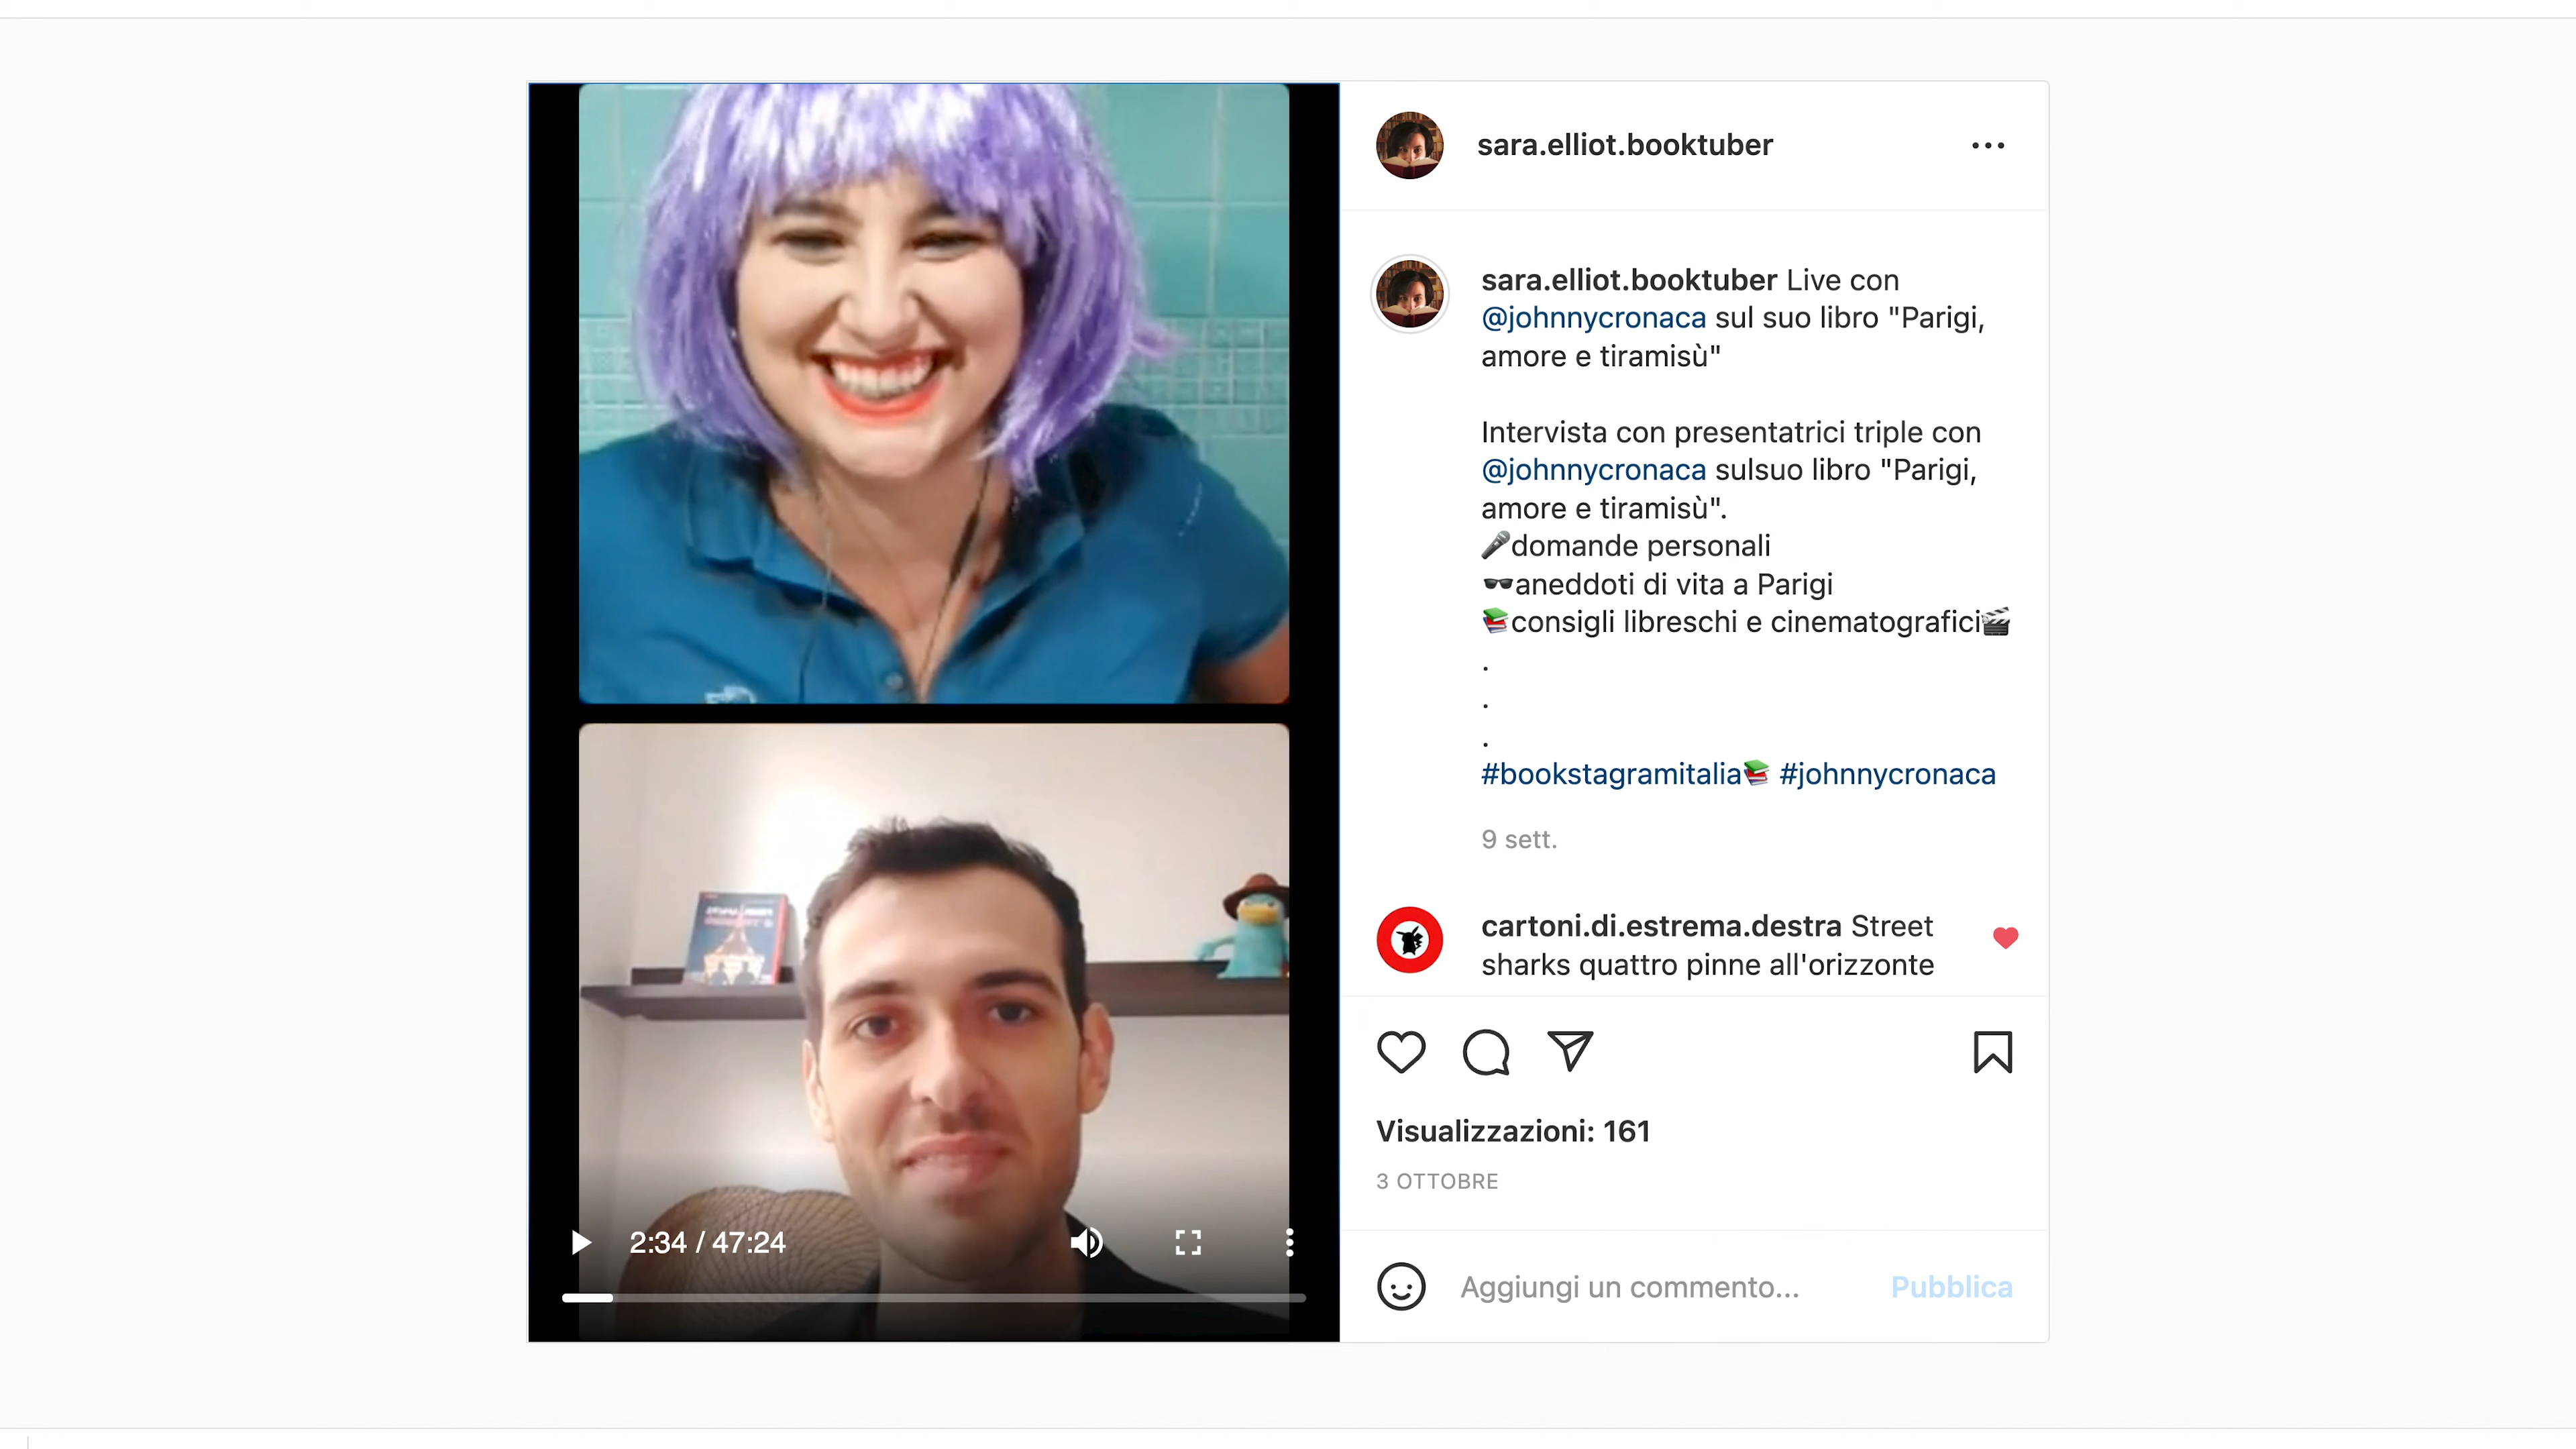 sara.elliot.booktuber
sara.elliot.booktuber Live con
@johnnycronaca sul suo libro "Parigi,
amore e tiramisù"
Intervista con presentatrici triple con
@johnnycronaca sulsuo libro "Parigi,
amore e tiramisù".
🎤domande personali
🕶️aneddoti di vita a Parigi
📚consigli libreschi e cinematografici🎬
.
.
.
#bookstagramitalia📚 #johnnycronaca
9 sett.
cartoni.di.estrema.destra Street
sharks quattro pinne all'orizzonte
2:34 / 47:24
Visualizzazioni: 161
3 OTTOBRE
Aggiungi un commento... Pubblica